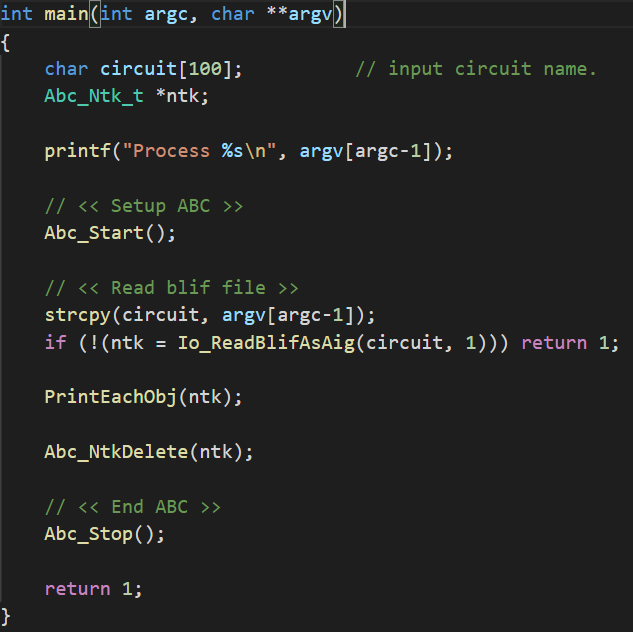 int main(int argc, char **argv)
{
    char circuit[100];          // input circuit name.
    Abc_Ntk_t *ntk;
    printf("Process %s\n", argv[argc-1]);
    // << Setup ABC >>
    Abc_Start();
    // << Read blif file >>
    strcpy(circuit, argv[argc-1]);
    if (!(ntk = Io_ReadBlifAsAig(circuit, 1))) return 1;
    PrintEachObj(ntk);
    Abc_NtkDelete(ntk);
    // << End ABC >>
    Abc_Stop();
    return 1;
}